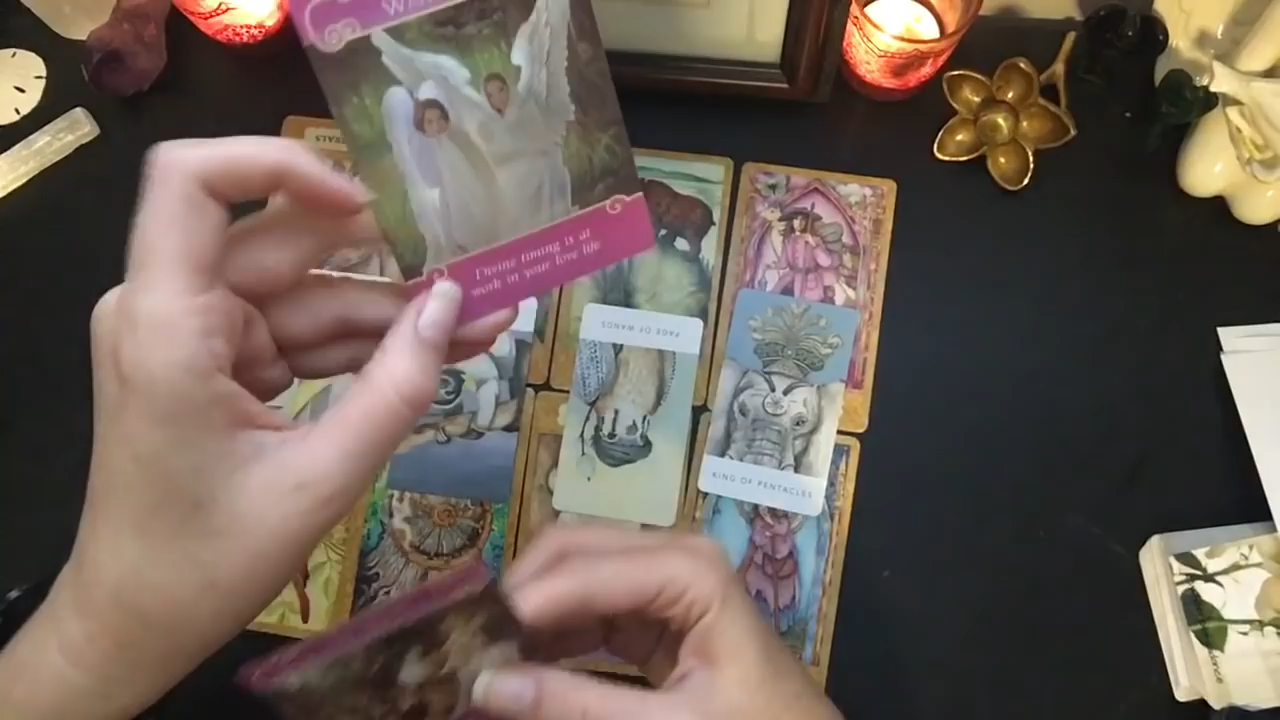 Divine timing is at
work in your love life
PAGE OF WANDS
KING OF PENTACLES